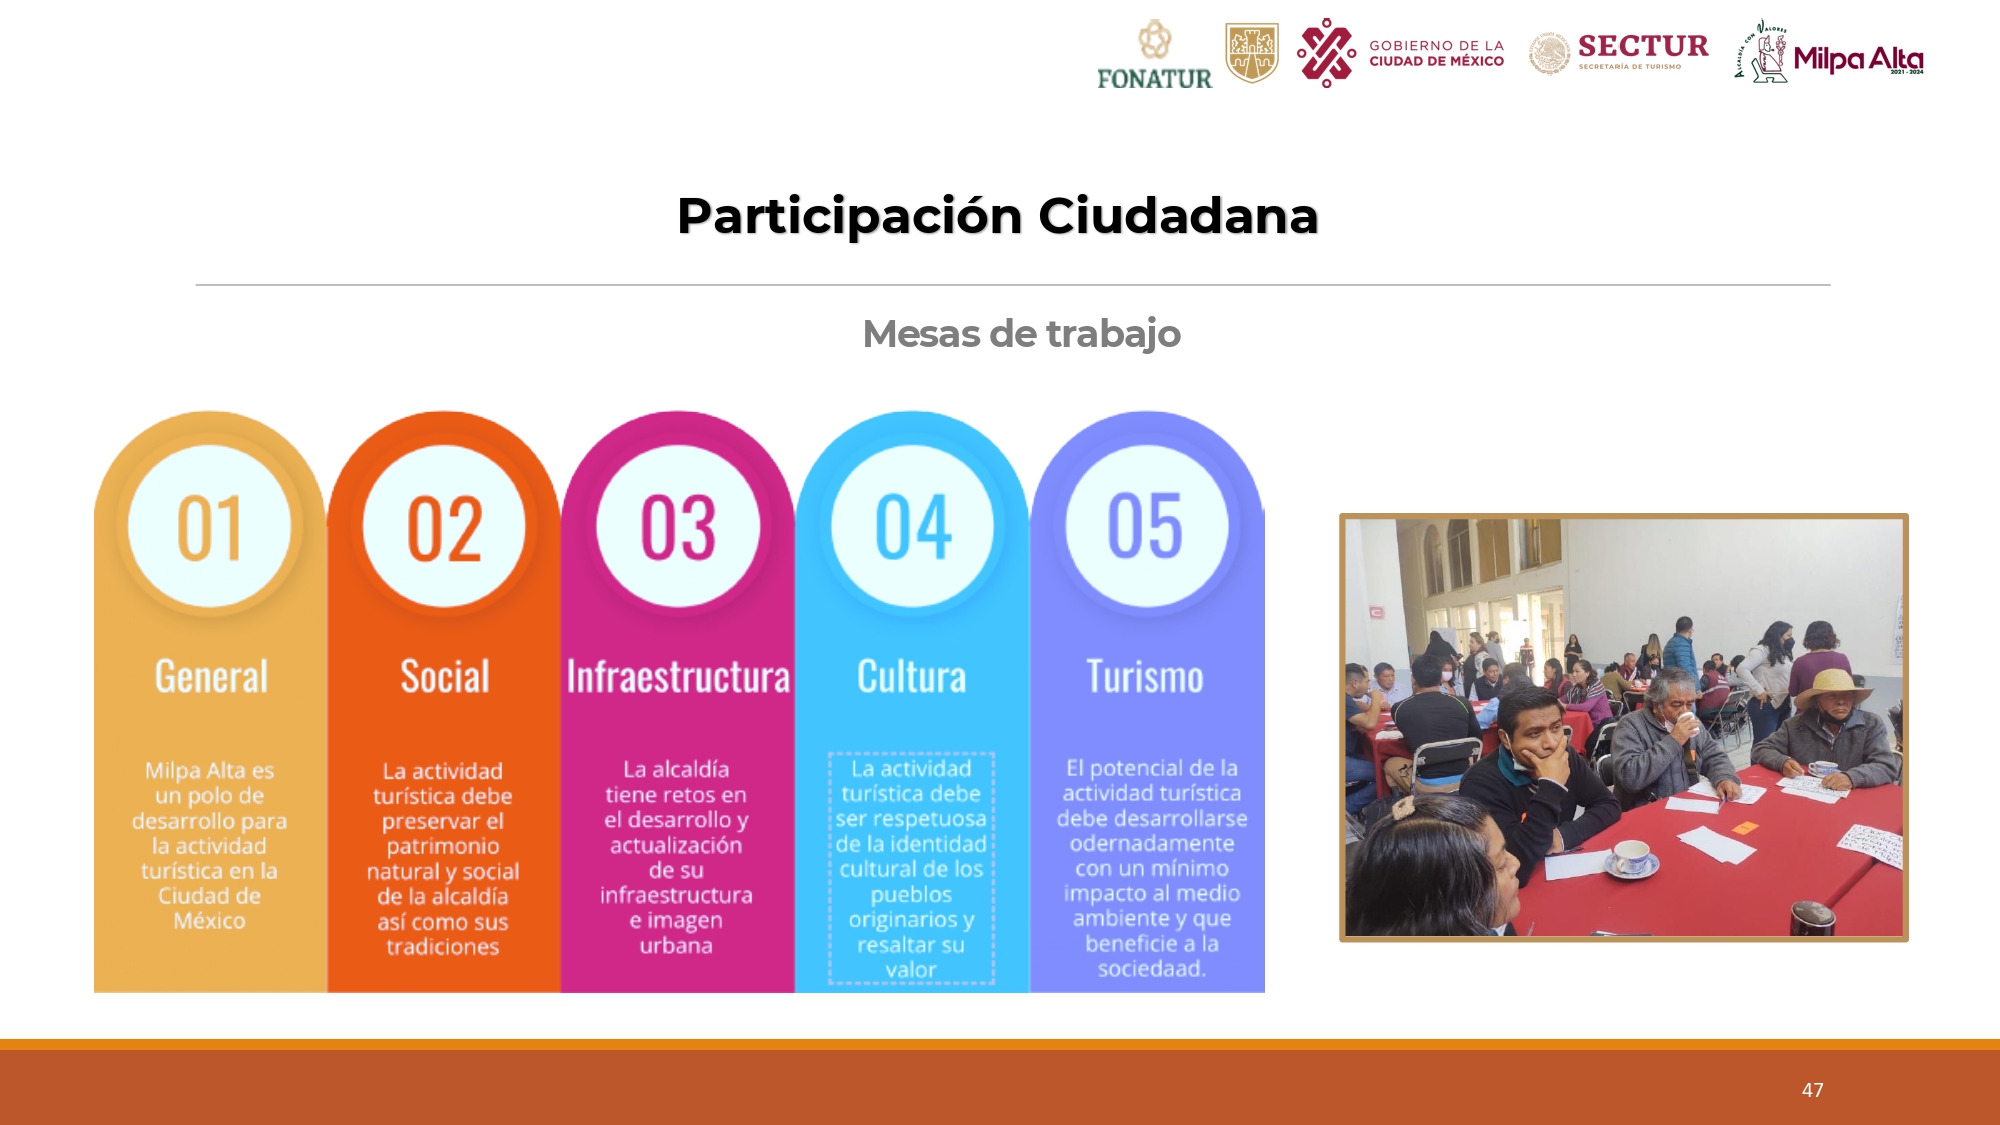 FONATUR
GOBIERNO DE LA
CIUDAD DE MÉXICO
SECTUR
SECRETARÍA DE TURISMO
ALCALDÍA CON VALORES
Milpa Alta
2021 - 2024
Participación Ciudadana
Mesas de trabajo
01
General
Milpa Alta es
un polo de
desarrollo para
la actividad
turística en la
Ciudad de
México
02
Social
La actividad
turística debe
preservar el
patrimonio
natural y social
de la alcaldía
así como sus
tradiciones
03
Infraestructura
La alcaldía
tiene retos en
el desarrollo y
actualización
de su
infraestructura
e imagen
urbana
04
Cultura
La actividad
turística debe
ser respetuosa
de la identidad
cultural de los
pueblos
originarios y
resaltar su
valor
05
Turismo
El potencial de la
actividad turística
debe desarrollarse
odernadamente
con un mínimo
impacto al medio
ambiente y que
beneficie a la
sociedaad.
47